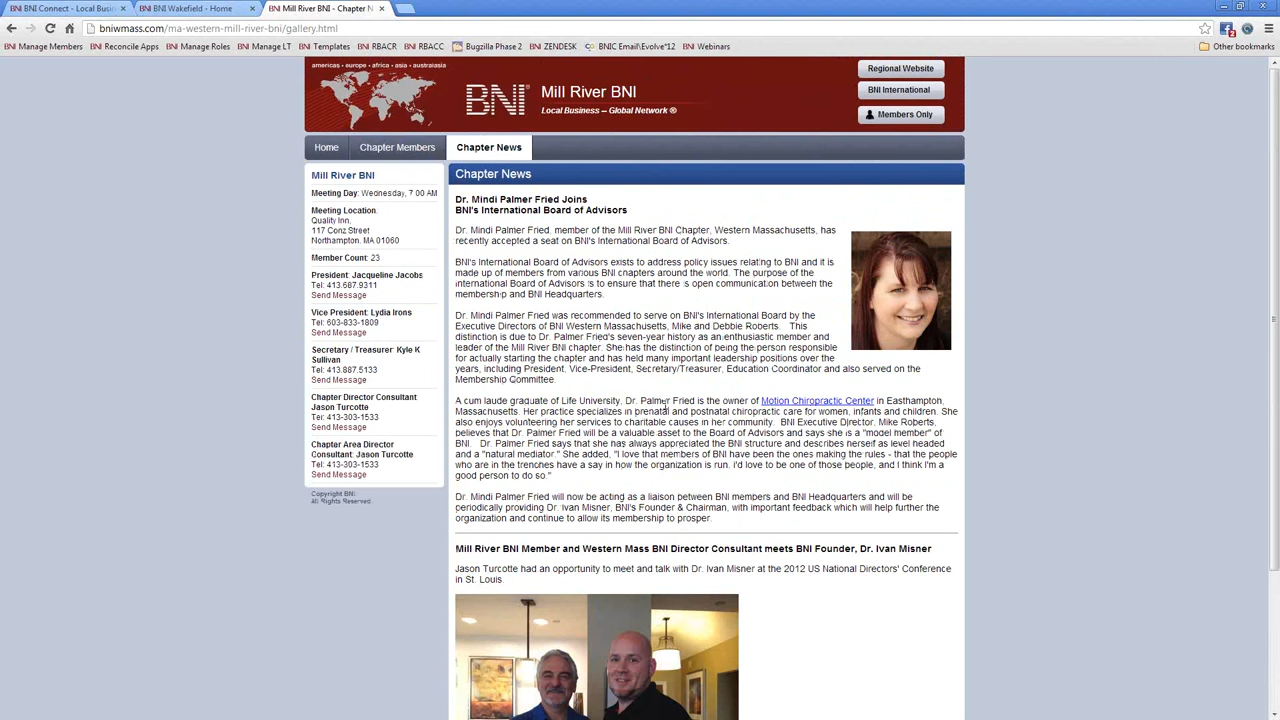 BNI Connect - Local Busin
BNI Wakefield - Home
Mill River BNI - Chapter N
bniwmass.com/ma-western-mill-river-bni/gallery.html
Manage Members
Reconcile Apps
Manage Roles
Manage LT
Templates
RBACR
RBACC
Bugzilla Phase 2
ZENDESK
BNIC Email\Evolve*12
Webinars
Other bookmarks
americas • europe • africa • asia • australasia
BNI®
Mill River BNI
Local Business -- Global Network ®
Regional Website
BNI International
Members Only
Home
Chapter Members
Chapter News
Mill River BNI
Meeting Day: Wednesday, 7:00 AM
Meeting Location:
Quality Inn,
117 Conz Street
Northampton, MA 01060
Member Count: 23
President: Jacqueline Jacobs
Tel: 413.687.9311
Send Message
Vice President: Lydia Irons
Tel: 603-833-1809
Send Message
Secretary / Treasurer: Kyle K
Sullivan
Tel: 413.887.5133
Send Message
Chapter Director Consultant:
Jason Turcotte
Tel: 413-303-1533
Send Message
Chapter Area Director
Consultant: Jason Turcotte
Tel: 413-303-1533
Send Message
Copyright BNI.
All Rights Reserved.
Chapter News
Dr. Mindi Palmer Fried Joins
BNI's International Board of Advisors
Dr. Mindi Palmer Fried, member of the Mill River BNI Chapter, Western Massachusetts, has
recently accepted a seat on BNI's International Board of Advisors.
BNI's International Board of Advisors exists to address policy issues relating to BNI and it is
made up of members from various BNI chapters around the world. The purpose of the
International Board of Advisors is to ensure that there is open communication between the
membership and BNI Headquarters.
Dr. Mindi Palmer Fried was recommended to serve on BNI's International Board by the
Executive Directors of BNI Western Massachusetts, Mike and Debbie Roberts. This
distinction is due to Dr. Palmer Fried's seven-year history as an enthusiastic member and
leader of the Mill River BNI chapter. She has the distinction of being the person responsible
for actually starting the chapter and has held many important leadership positions over the
years, including President, Vice-President, Secretary/Treasurer, Education Coordinator and also served on the
Membership Committee.
A cum laude graduate of Life University, Dr. Palmer Fried is the owner of Motion Chiropractic Center in Easthampton,
Massachusetts. Her practice specializes in prenatal and postnatal chiropractic care for women, infants and children. She
also enjoys volunteering her services to charitable causes in her community. BNI Executive Director, Mike Roberts,
believes that Dr. Palmer Fried will be a valuable asset to the Board of Advisors and says she is a "model member" of
BNI. Dr. Palmer Fried says that she has always appreciated the BNI structure and describes herself as level headed
and a "natural mediator." She added, "I love that members of BNI have been the ones making the rules - that the people
who are in the trenches have a say in how the organization is run. I'd love to be one of those people, and I think I'm a
good person to do so."
Dr. Mindi Palmer Fried will now be acting as a liaison between BNI members and BNI Headquarters and will be
periodically providing Dr. Ivan Misner, BNI's Founder & Chairman, with important feedback which will help further the
organization and continue to allow its membership to prosper.
Mill River BNI Member and Western Mass BNI Director Consultant meets BNI Founder, Dr. Ivan Misner
Jason Turcotte had an opportunity to meet and talk with Dr. Ivan Misner at the 2012 US National Directors' Conference
in St. Louis.